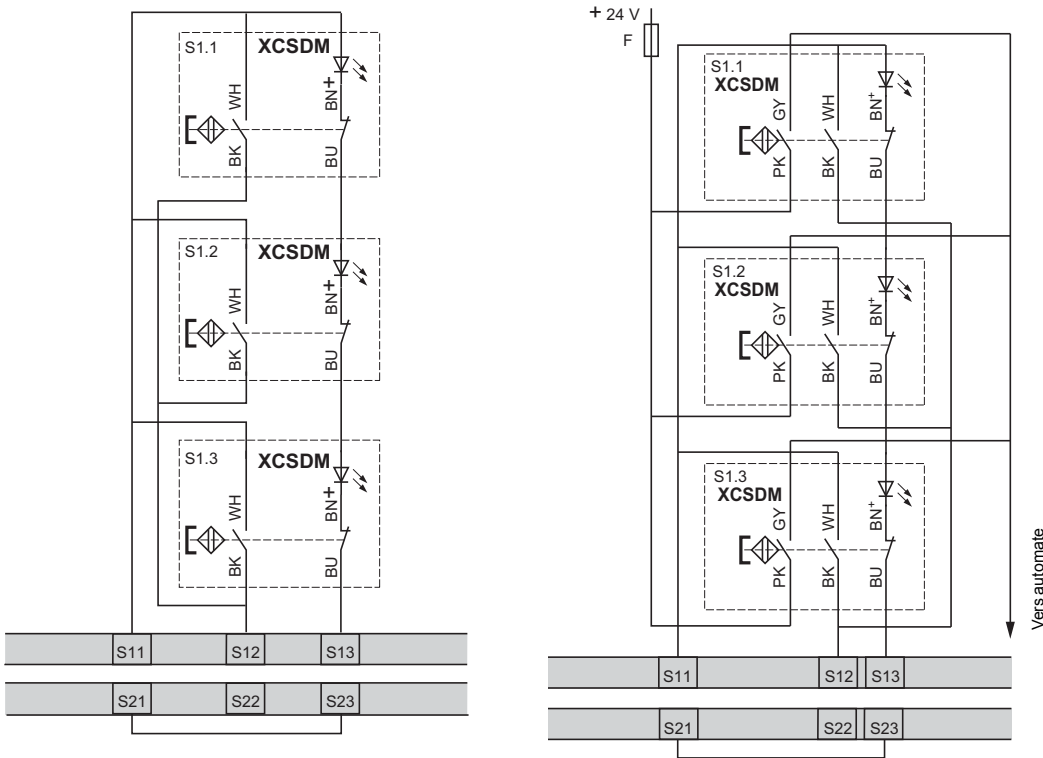 S1.1 XCSDM
WH
BN+
BK
BU
S1.2 XCSDM
WH
BN+
BK
BU
S1.3 XCSDM
WH
BN+
BK
BU
S11 S12 S13
S21 S22 S23
+ 24 V
F
S1.1
XCSDM
GY
WH
BN+
PK
BK
BU
S1.2
XCSDM
GY
WH
BN+
PK
BK
BU
S1.3
XCSDM
GY
WH
BN+
PK
BK
BU
Vers automate
S11 S12 S13
S21 S22 S23